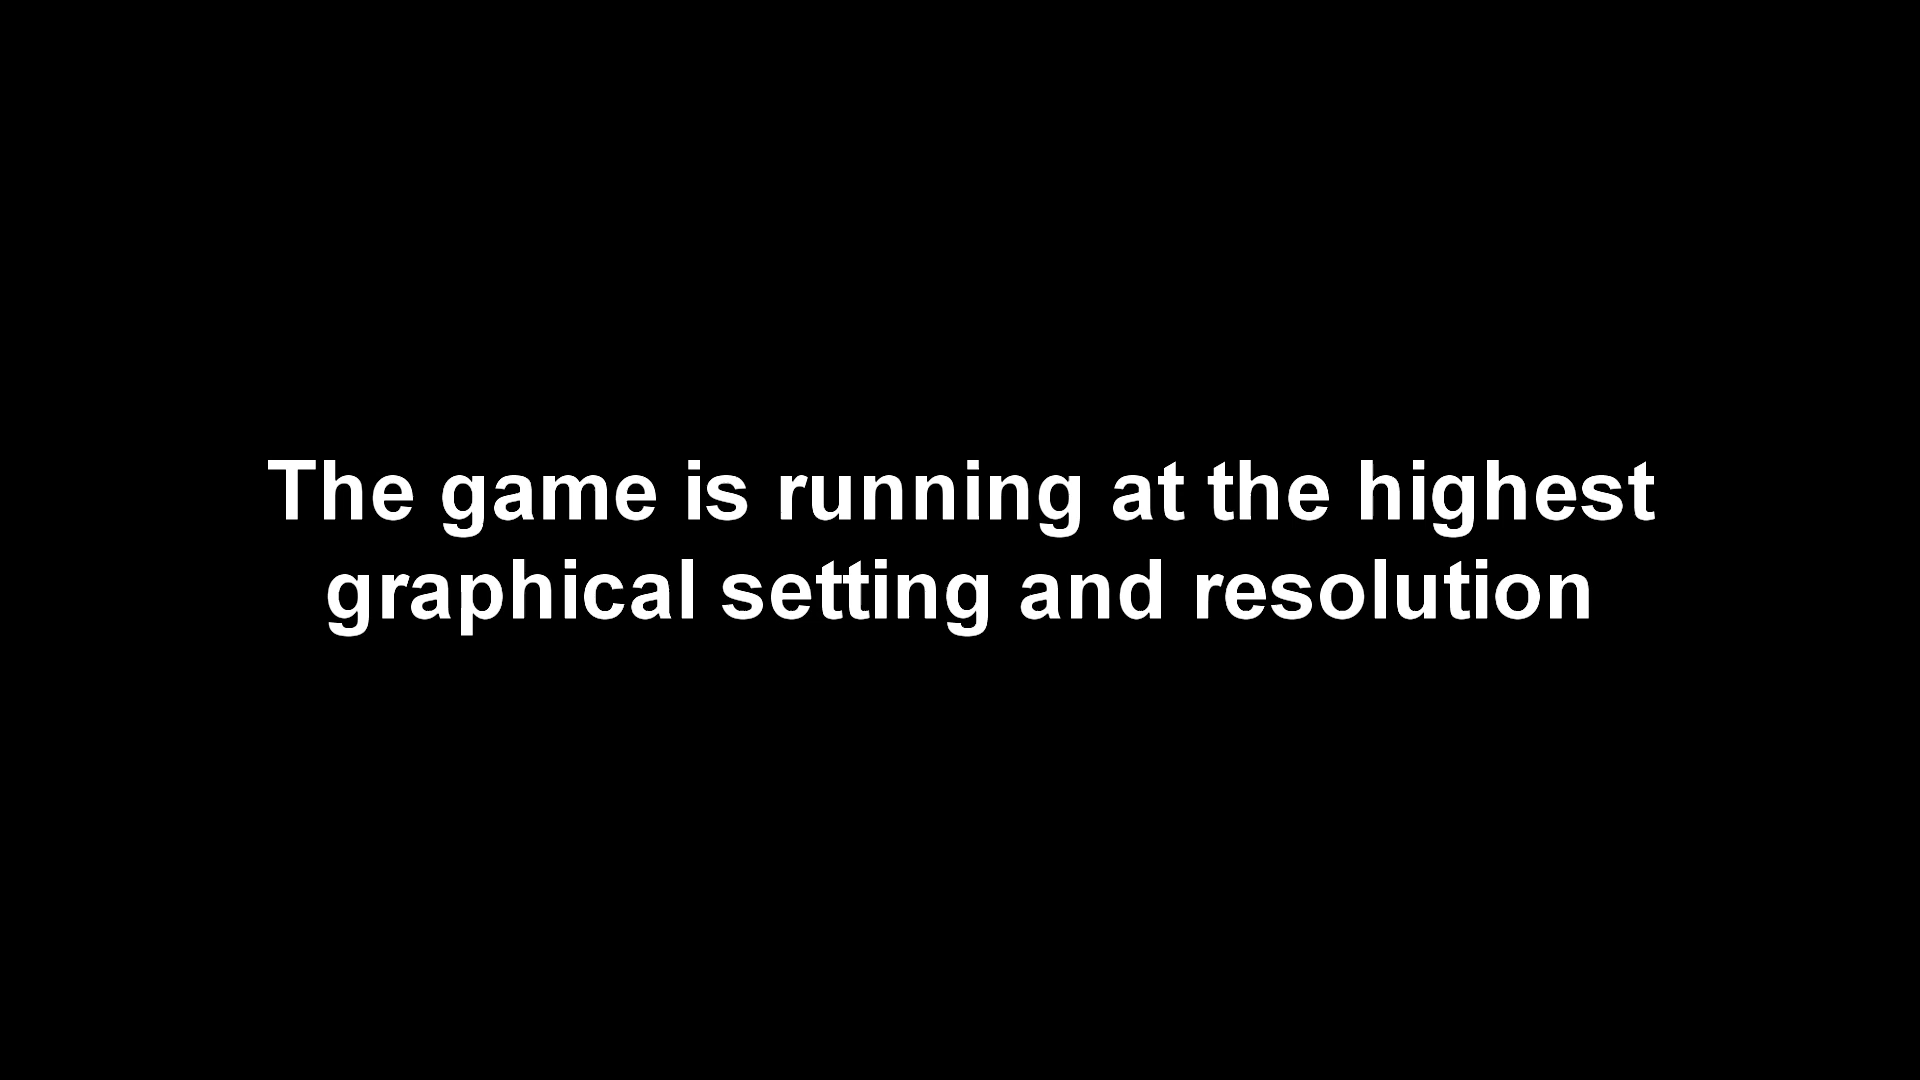 The game is running at the highest
graphical setting and resolution